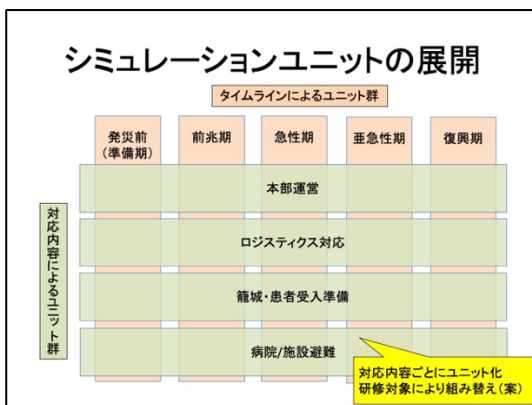 シミュレーションユニットの展開
タイムラインによるユニット群
発災前
(準備期)
前兆期
急性期
亜急性期
復興期
対応内容によるユニット群
本部運営
ロジスティクス対応
籠城・患者受入準備
病院/施設避難
対応内容ごとにユニット化
研修対象により組み替え(案)